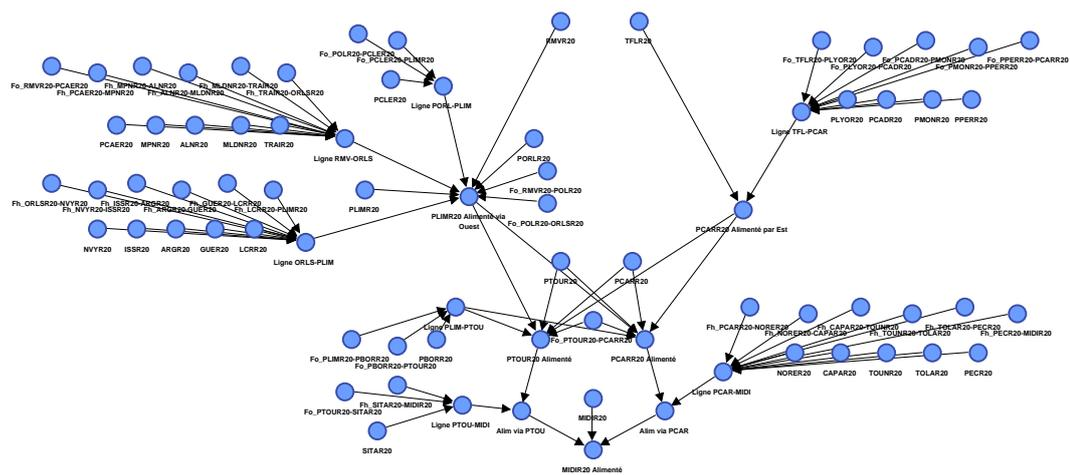 RMVR20
TFLR20
Fo_POLR20-PCLER20
Fo_PCLER20-PLIMR20
PCLER20
Ligne PORL-PLIM
Fo_RMVR20-PCAER20
Fh_PCAER20-MPNR20
Fh_MPNR20-ALNR20
Fh_ALNR20-MLDNR20
Fh_MLDNR20-TRAIR20
Fh_TRAIR20-ORLSR20
PCAER20
MPNR20
ALNR20
MLDNR20
TRAIR20
Ligne RMV-ORLS
Fo_TFLR20-PLYOR20
Fo_PLYOR20-PCADR20
Fo_PCADR20-PMONR20
Fo_PMONR20-PPERR20
Fo_PPERR20-PCARR20
PLYOR20
PCADR20
PMONR20
PPERR20
Ligne TFL-PCAR
PORLR20
Fo_RMVR20-POLR20
Fo_POLR20-ORLSR20
PLIMR20
PLIMR20 Alimenté via
Ouest
Fh_ORLSR20-NVYR20
Fh_NVYR20-ISSR20
Fh_ISSR20-ARGR20
Fh_ARGR20-GUER20
Fh_GUER20-LCRR20
Fh_LCRR20-PLIMR20
NVYR20
ISSR20
ARGR20
GUER20
LCRR20
Ligne ORLS-PLIM
PCARR20 Alimenté par Est
PTOUR20
PCARR20
Ligne PLIM-PTOU
Fo_PLIMR20-PBORR20
Fo_PBORR20-PTOUR20
PBORR20
Fo_PTOUR20-PCARR20
PTOUR20 Alimenté
PCARR20 Alimenté
Fh_PCARR20-NORER20
Fh_NORER20-CAPAR20
Fh_CAPAR20-TOUNR20
Fh_TOUNR20-TOLAR20
Fh_TOLAR20-PECR20
Fh_PECR20-MIDIR20
NORER20
CAPAR20
TOUNR20
TOLAR20
PECR20
Ligne PCAR-MIDI
Fo_PTOUR20-SITAR20
Fh_SITAR20-MIDIR20
SITAR20
Ligne PTOU-MIDI
Alim via PTOU
MIDIR20
Alim via PCAR
MIDIR20 Alimenté